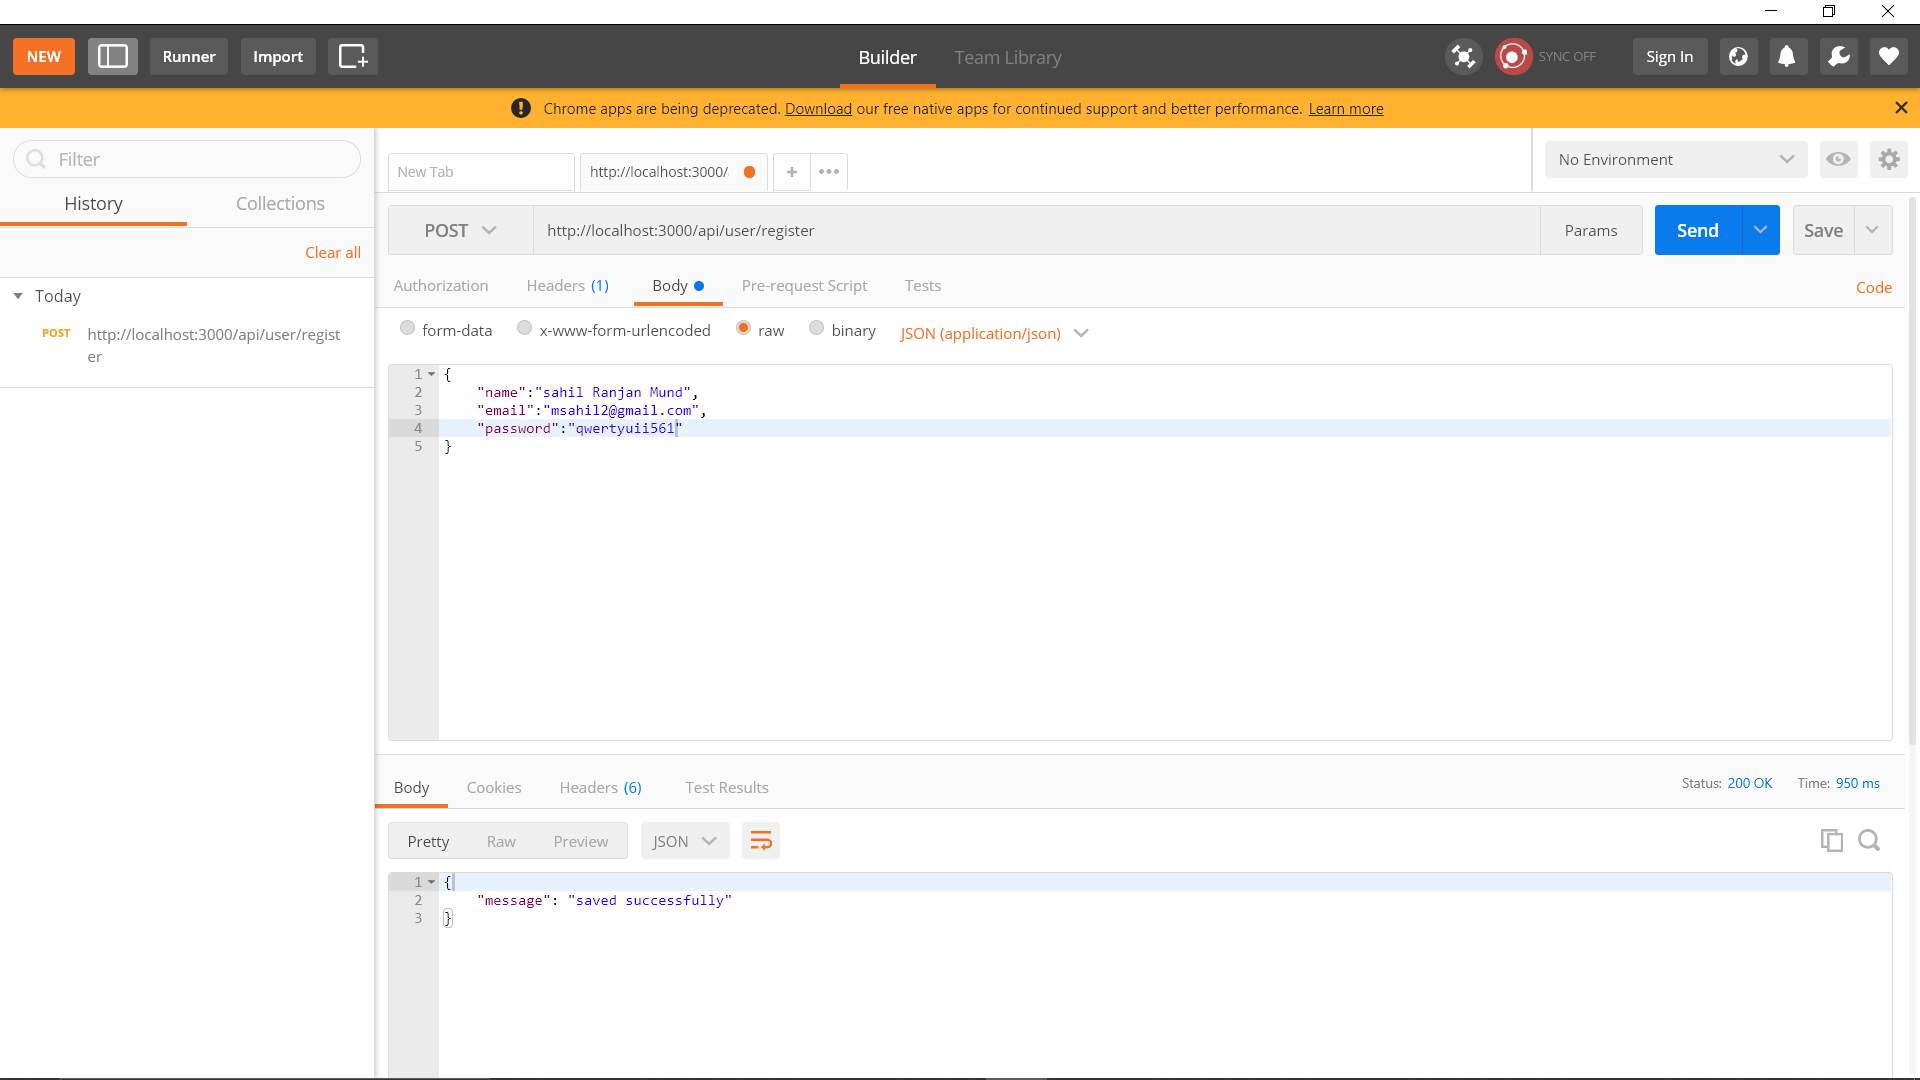 NEW
Runner
Import
Builder
Team Library
SYNC OFF
Sign In
Chrome apps are being deprecated. Download our free native apps for continued support and better performance. Learn more
Filter
History
Collections
Clear all
Today
POST http://localhost:3000/api/user/regist
er
New Tab
http://localhost:3000/
No Environment
POST
http://localhost:3000/api/user/register
Params
Send
Save
Authorization
Headers (1)
Body
Pre-request Script
Tests
Code
form-data
x-www-form-urlencoded
raw
binary
JSON (application/json)
1 {
2 "name":"sahil Ranjan Mund",
3 "email":"msahil2@gmail.com",
4 "password":"qwertyuii561"
5 }
Body
Cookies
Headers (6)
Test Results
Status: 200 OK
Time: 950 ms
Pretty
Raw
Preview
JSON
1 {
2 "message": "saved successfully"
3 }